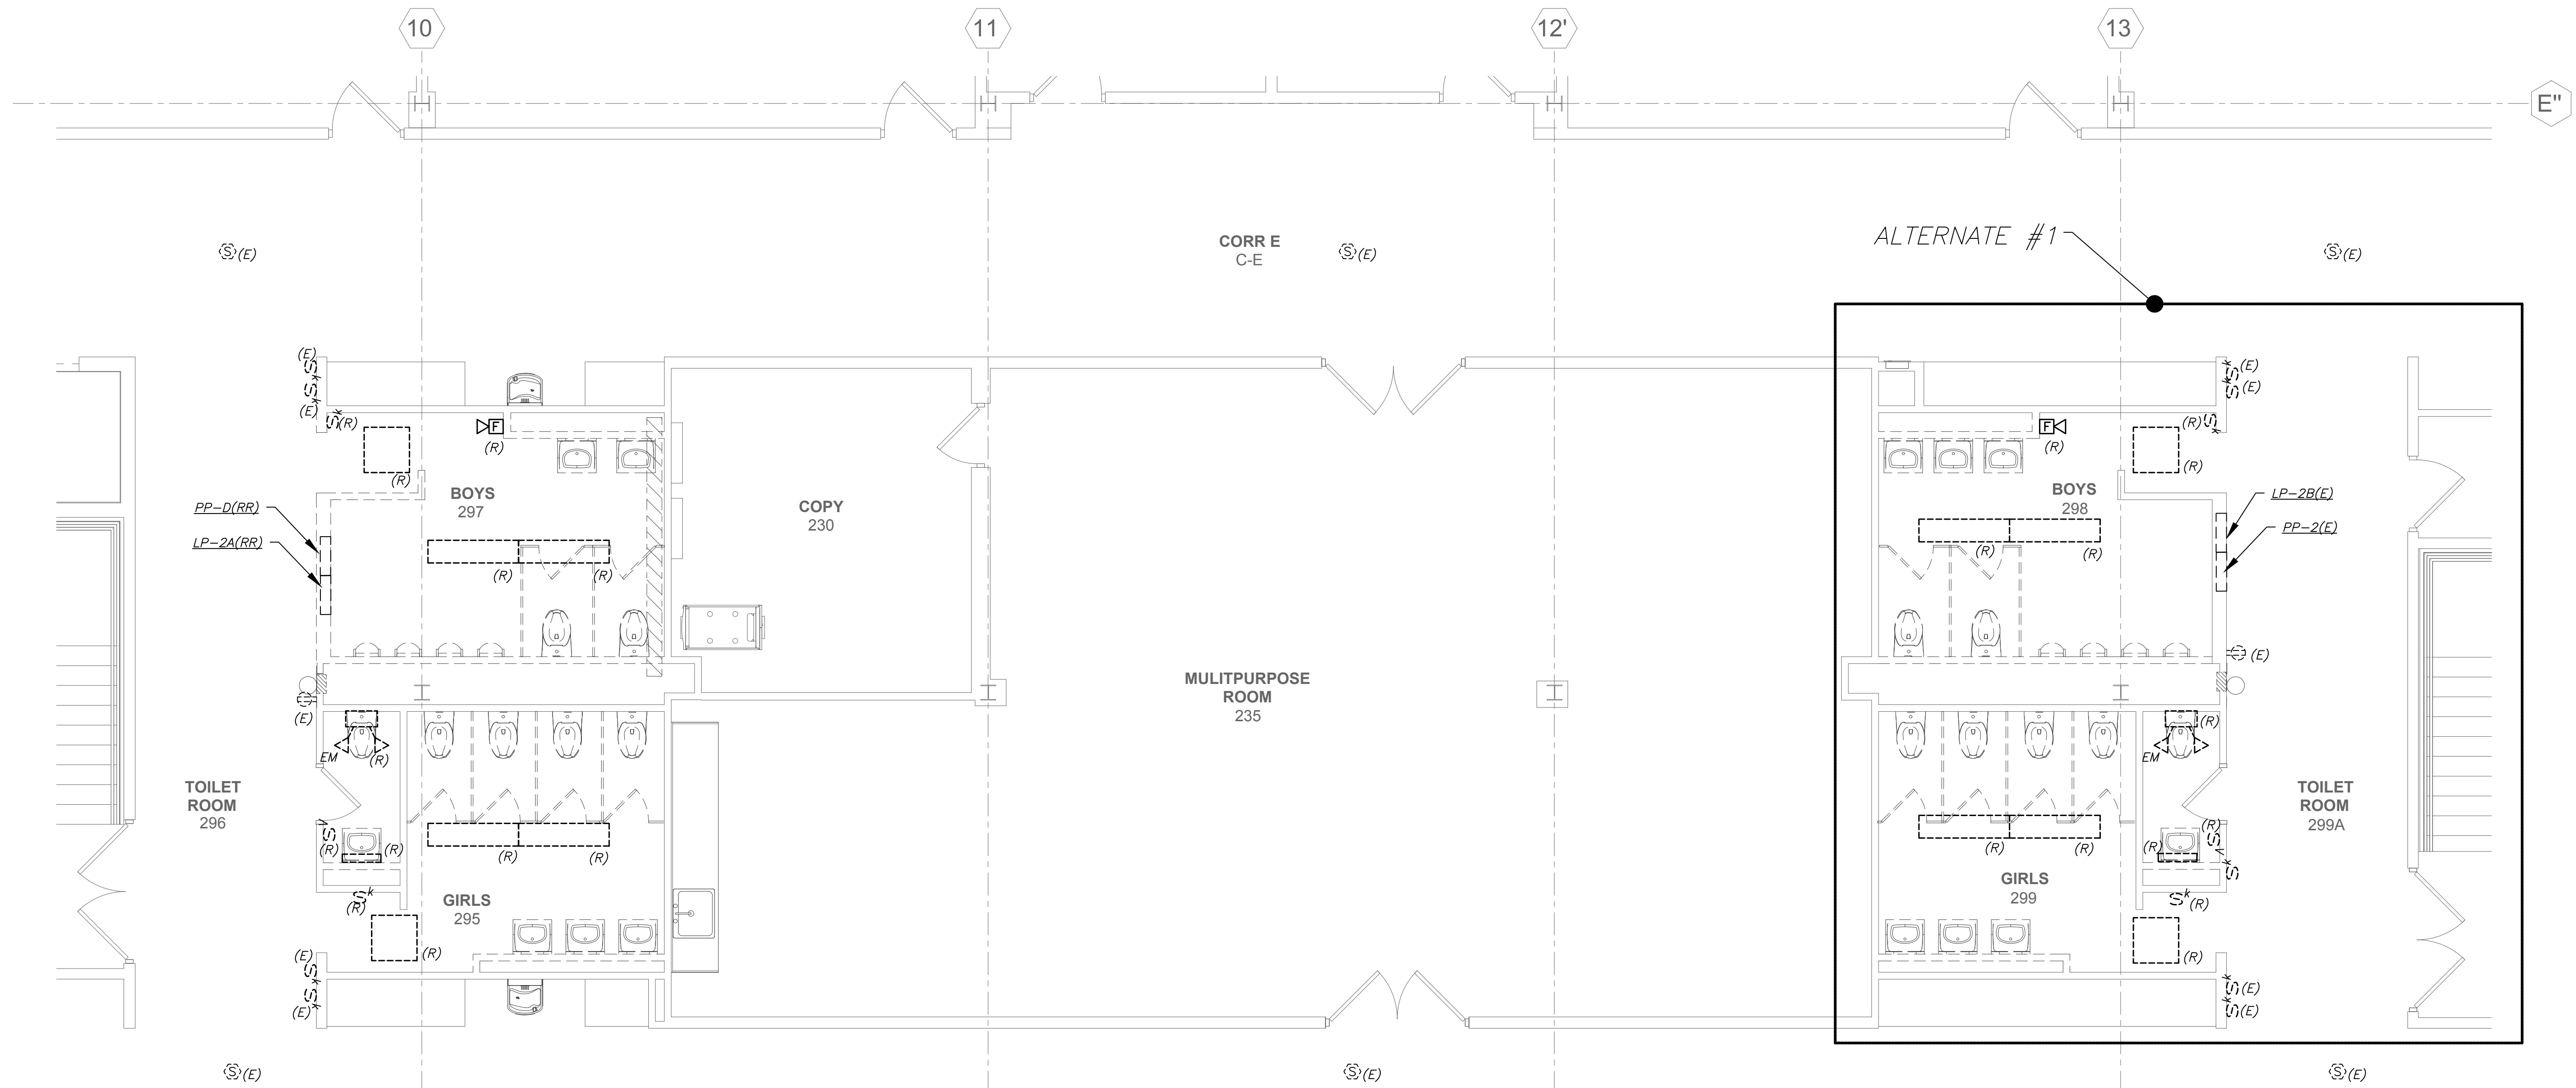 10
11
12'
13
E"
ALTERNATE #1
CORR E
C-E
S (E)
S (E)
S (E)
(E)
S k
S k
(E)
S k (R)
F
(R)
(R)
BOYS
297
PP-D(RR)
LP-2A(RR)
(R)
(R)
COPY
230
MULITPURPOSE
ROOM
235
F
(R)
(R) S k
(R)
k S (E)
k S (E)
BOYS
298
LP-2B(E)
PP-2(E)
(R)
(R)
(E)
(E)
EM
(R)
TOILET
ROOM
296
S
(R)
(R)
(R)
(R)
S k
(R)
GIRLS
295
(R)
(E)
S k
S k
(E)
(R)
EM
TOILET
ROOM
299A
(R)
S
(R)
(R)
(R)
k S
S k (R)
GIRLS
299
(R)
k S (E)
k S (E)
S (E)
S (E)
S (E)